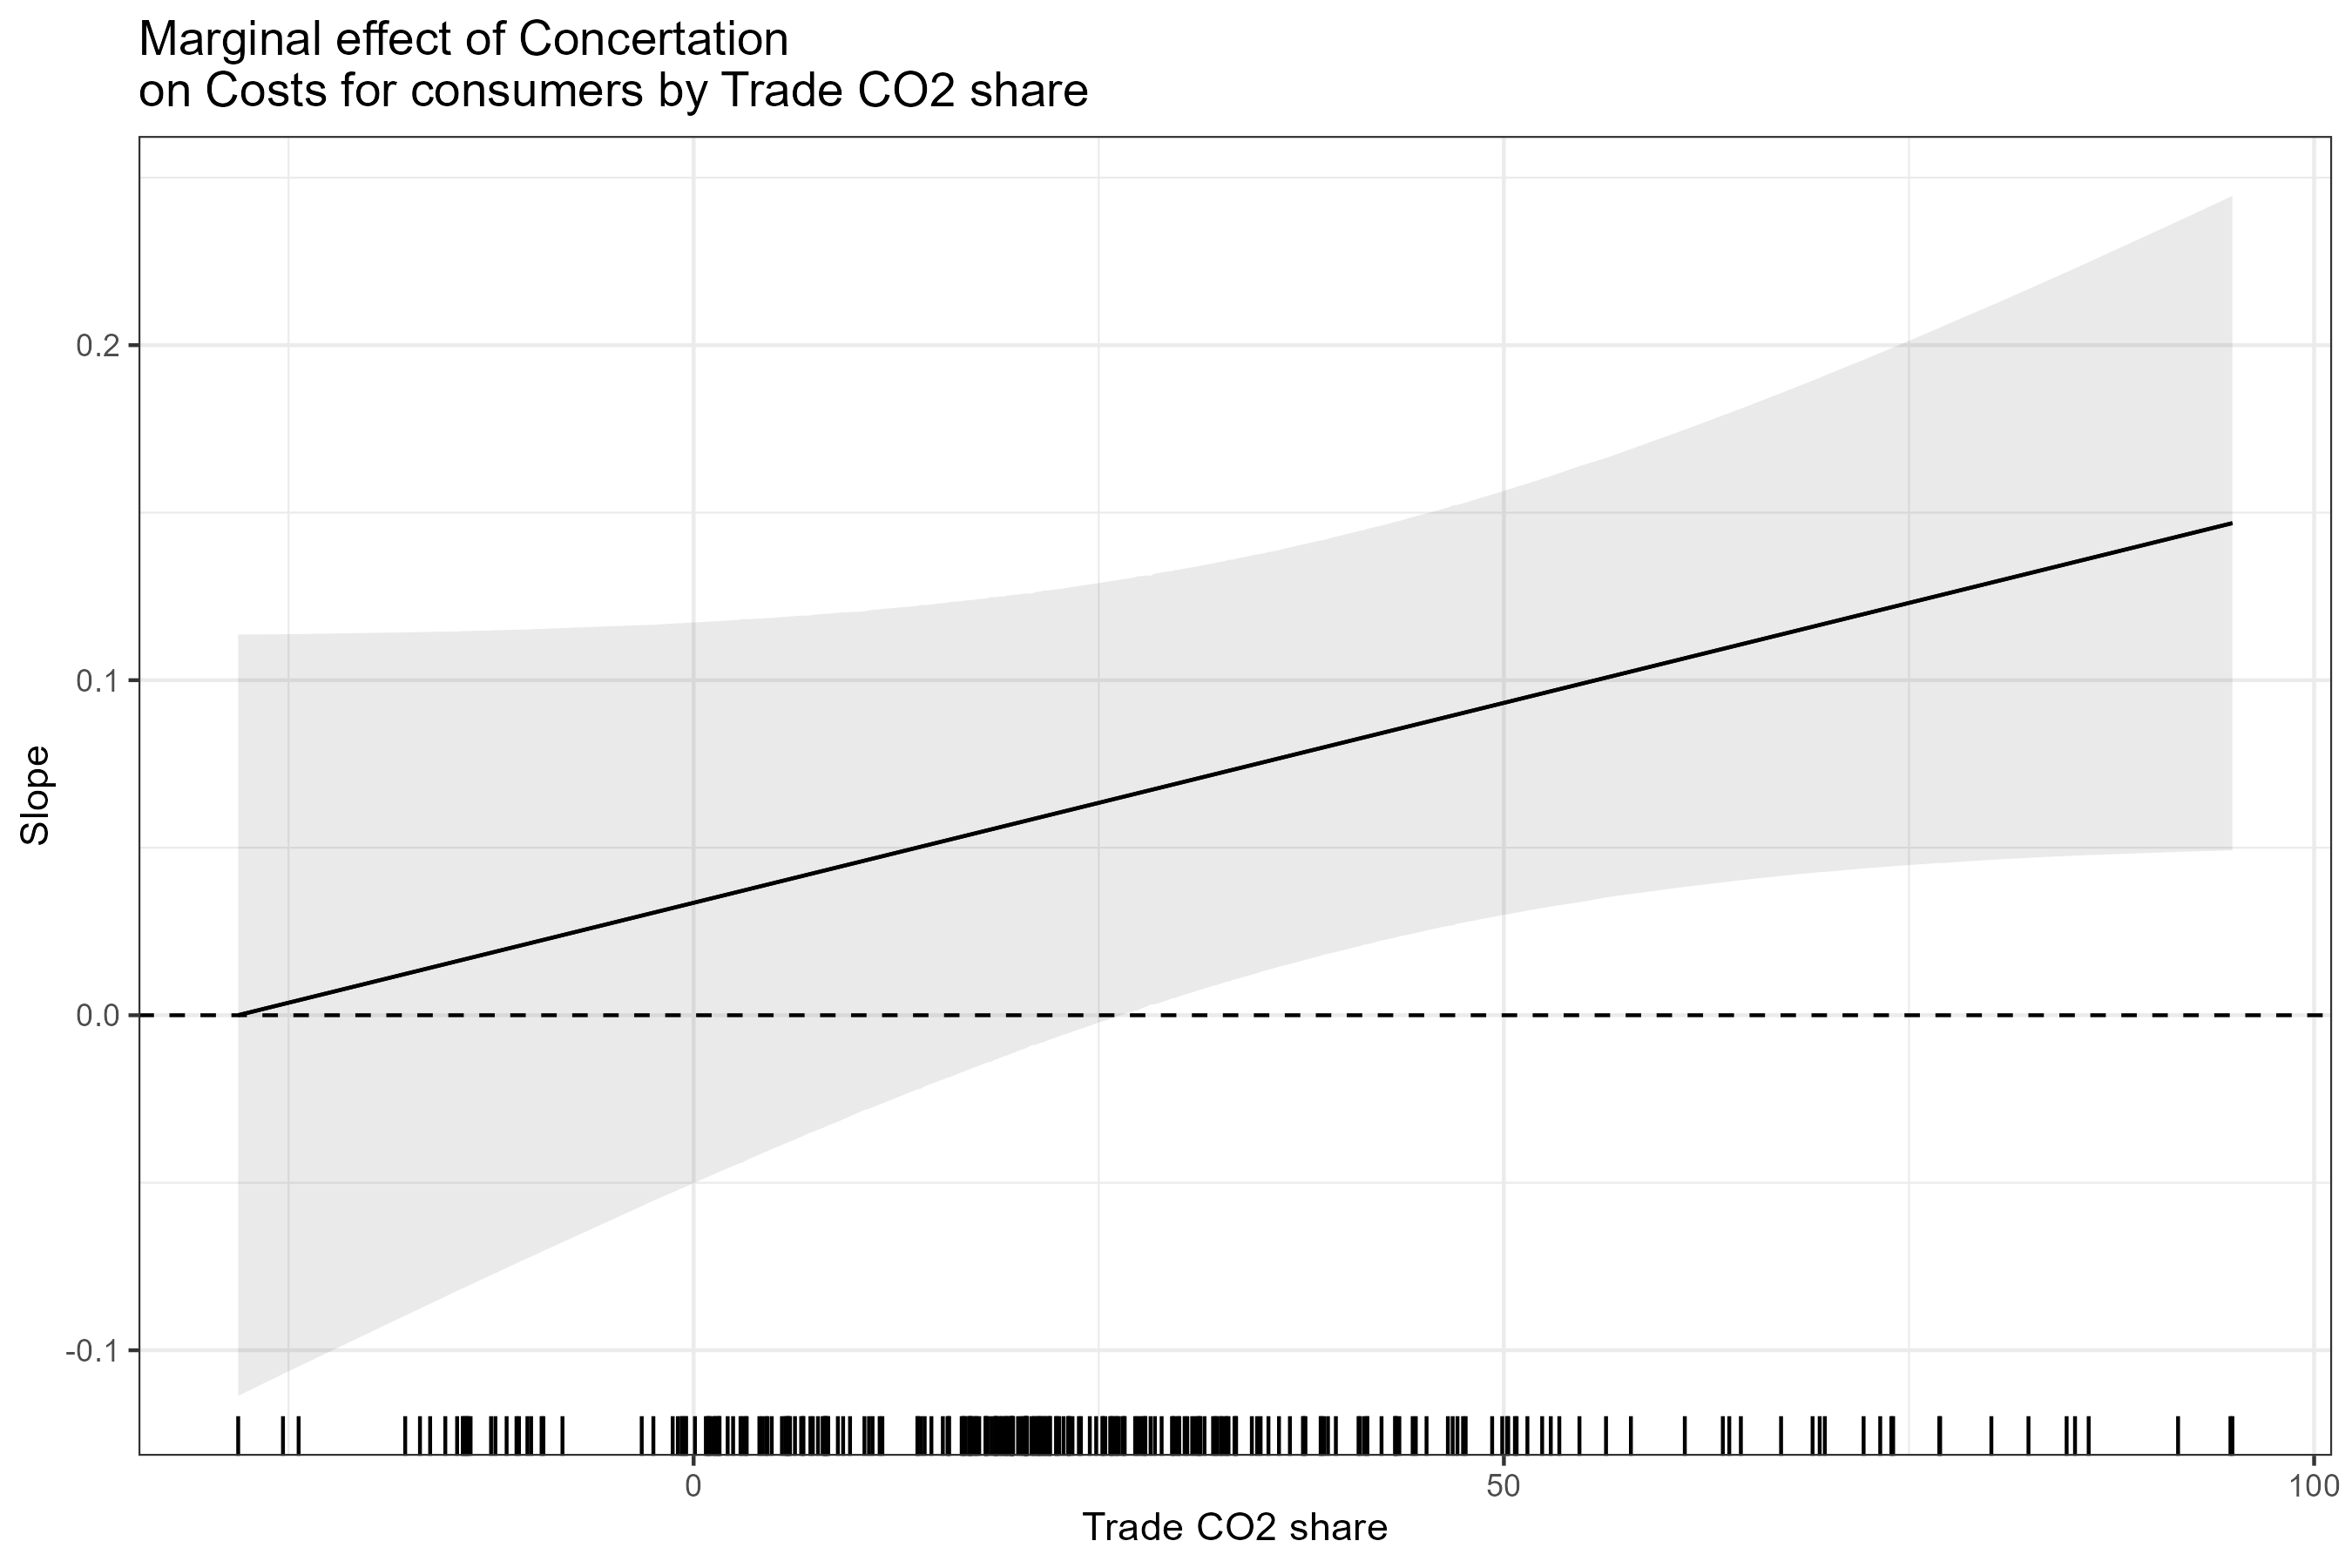 Marginal effect of Concertation
on Costs for consumers by Trade CO2 share
Slope
0.2
0.1
0.0
-0.1
0
50
100
Trade CO2 share